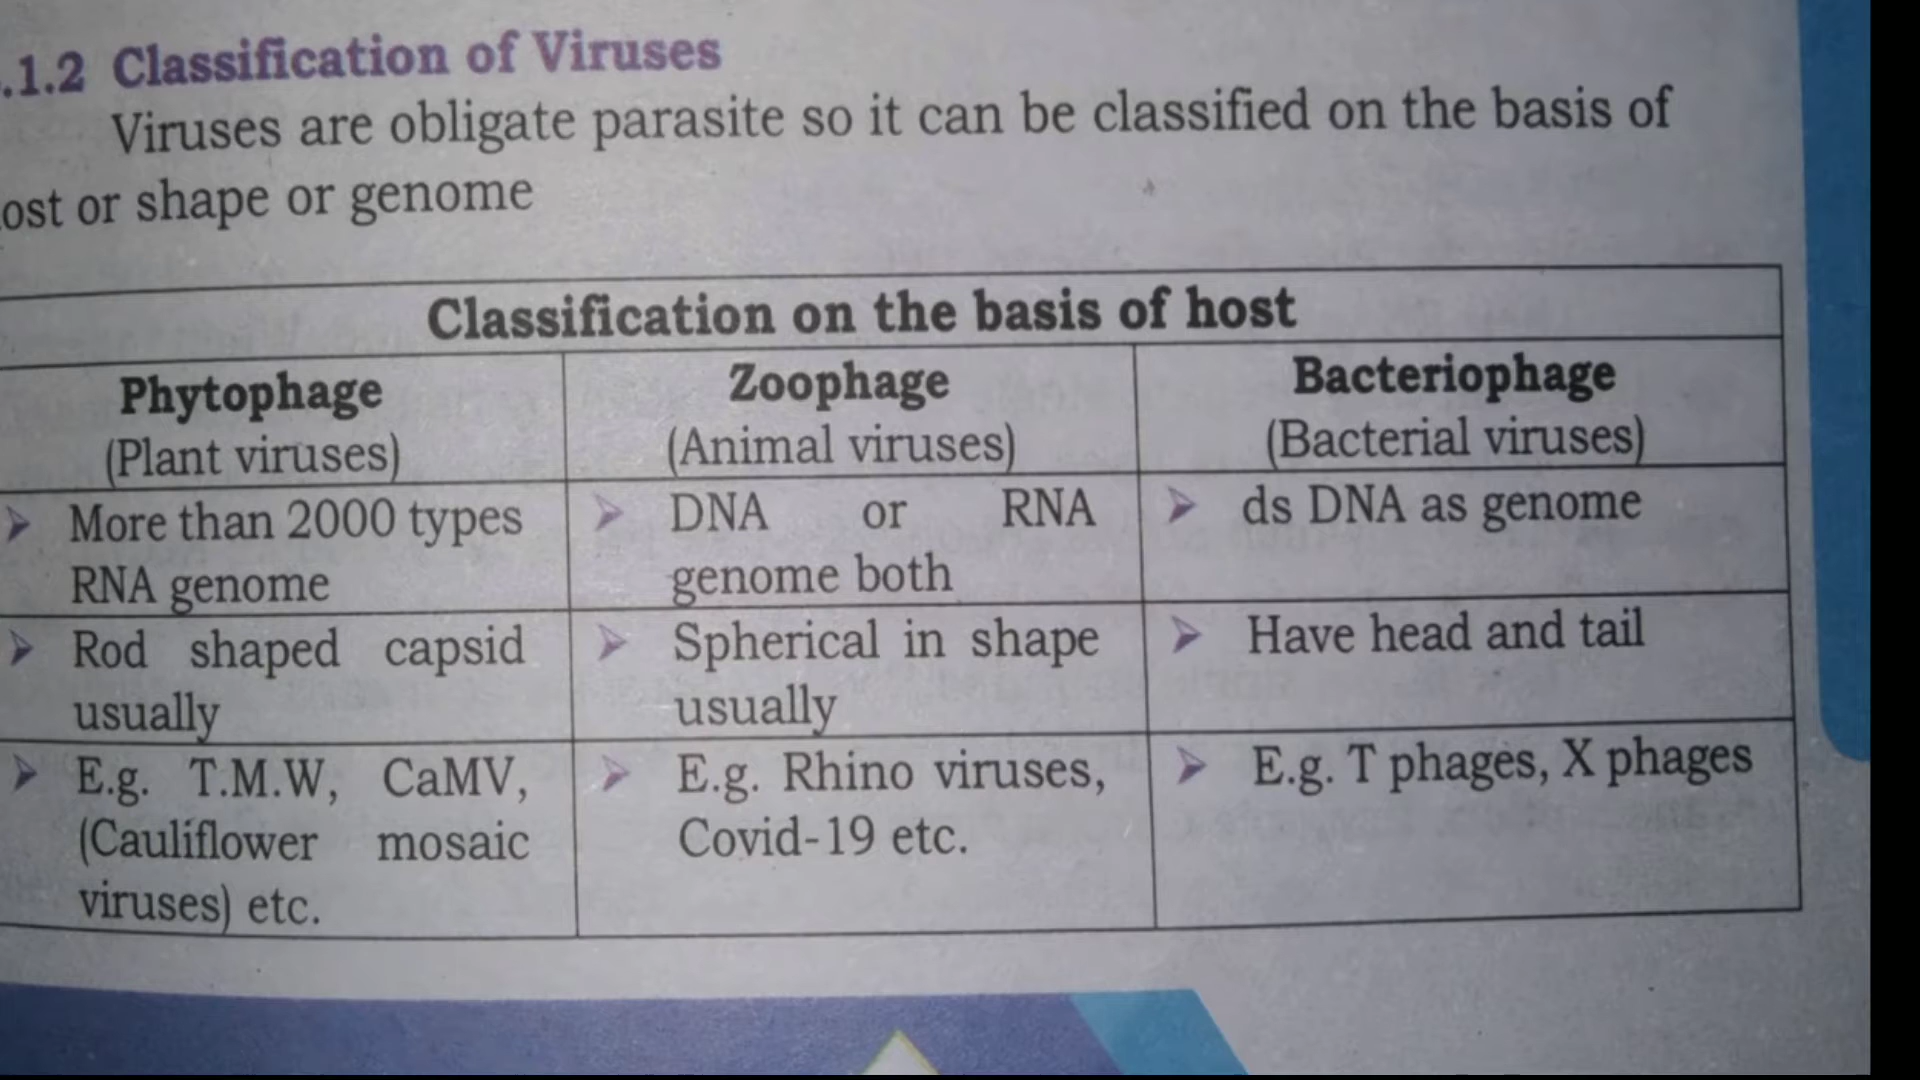 .1.2 Classification of Viruses
Viruses are obligate parasite so it can be classified on the basis of
ost or shape or genome
Classification on the basis of host
Phytophage
(Plant viruses)
Zoophage
(Animal viruses)
Bacteriophage
(Bacterial viruses)
➢ More than 2000 types
RNA genome
➢ DNA or RNA
genome both
➢ ds DNA as genome
➢ Rod shaped capsid
usually
➢ Spherical in shape
usually
➢ Have head and tail
➢ E.g. T.M.W, CaMV,
(Cauliflower mosaic
viruses) etc.
➢ E.g. Rhino viruses,
Covid-19 etc.
➢ E.g. T phages, X phages